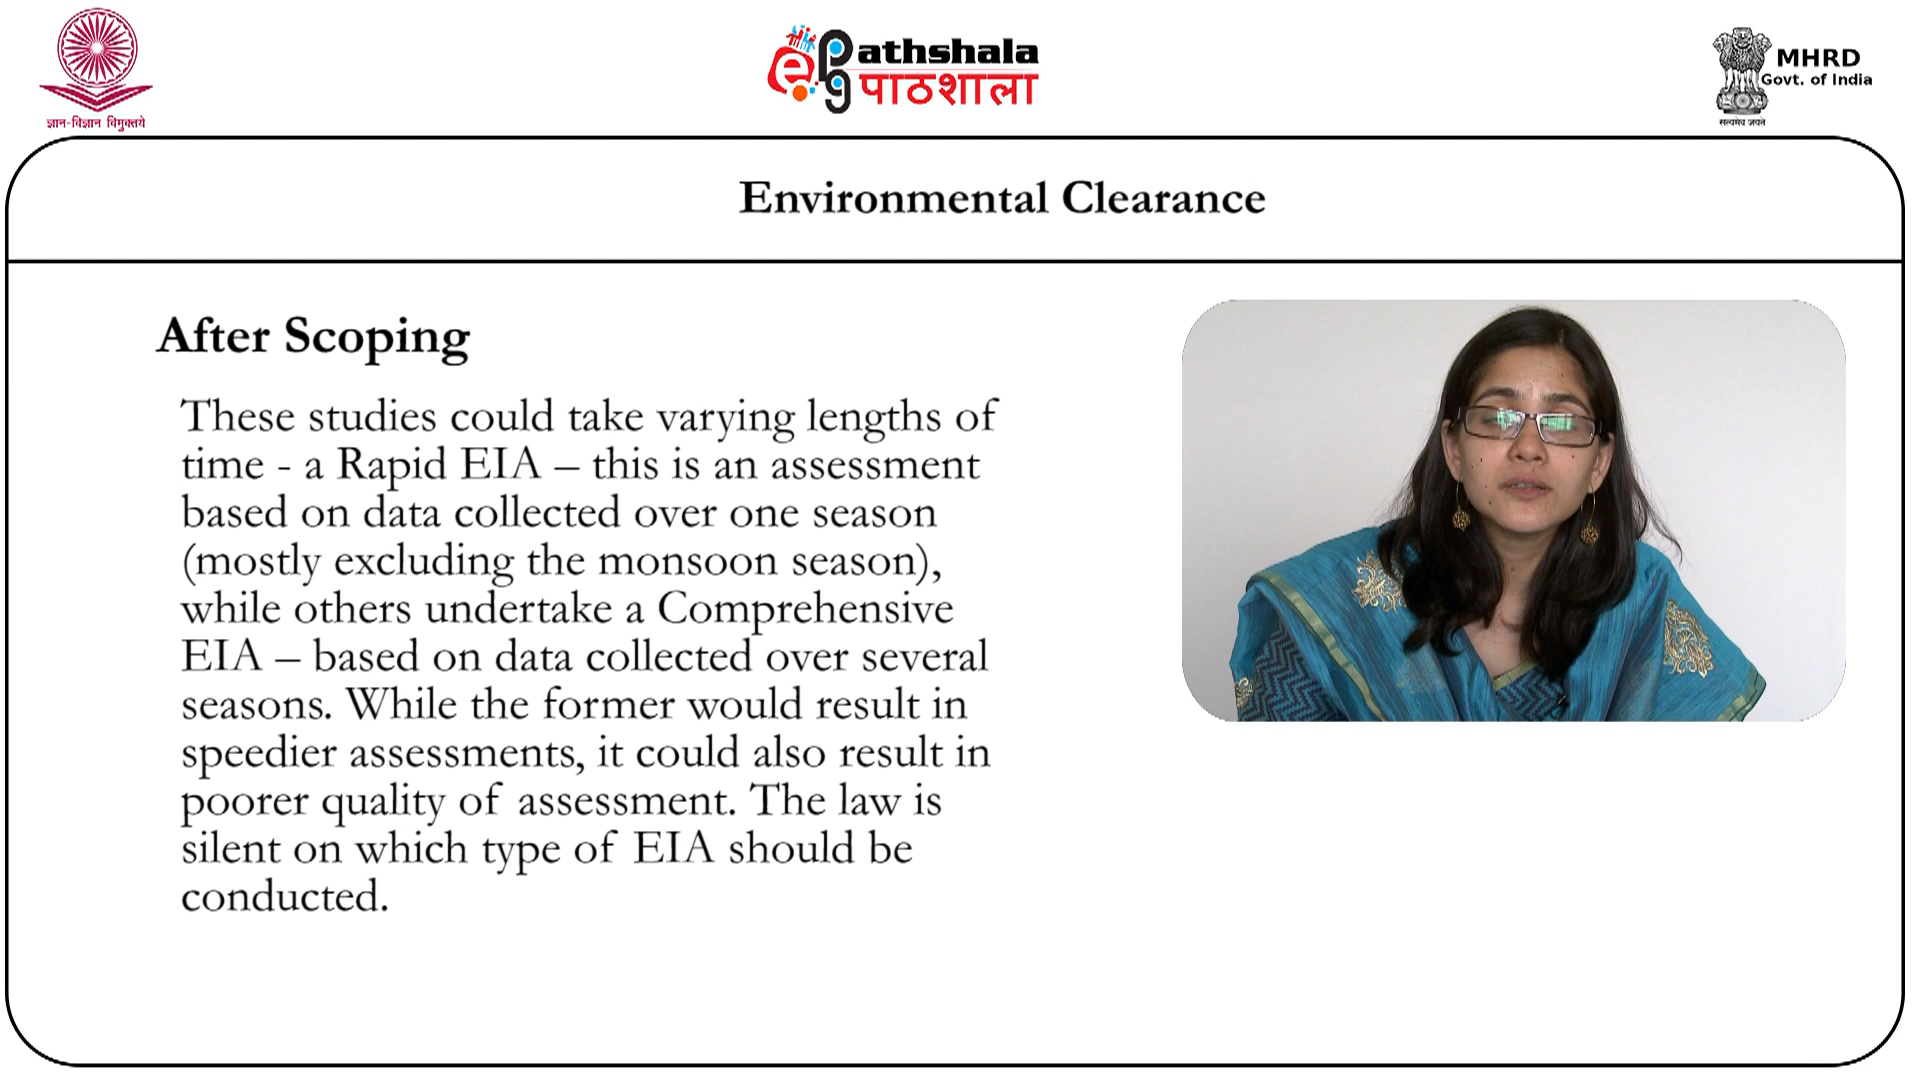 ज्ञान-विज्ञान विमुक्तये
ePathshala
पाठशाला
MHRD
Govt. of India
सत्यमेव जयते
Environmental Clearance
After Scoping
These studies could take varying lengths of
time - a Rapid EIA – this is an assessment
based on data collected over one season
(mostly excluding the monsoon season),
while others undertake a Comprehensive
EIA – based on data collected over several
seasons. While the former would result in
speedier assessments, it could also result in
poorer quality of assessment. The law is
silent on which type of EIA should be
conducted.